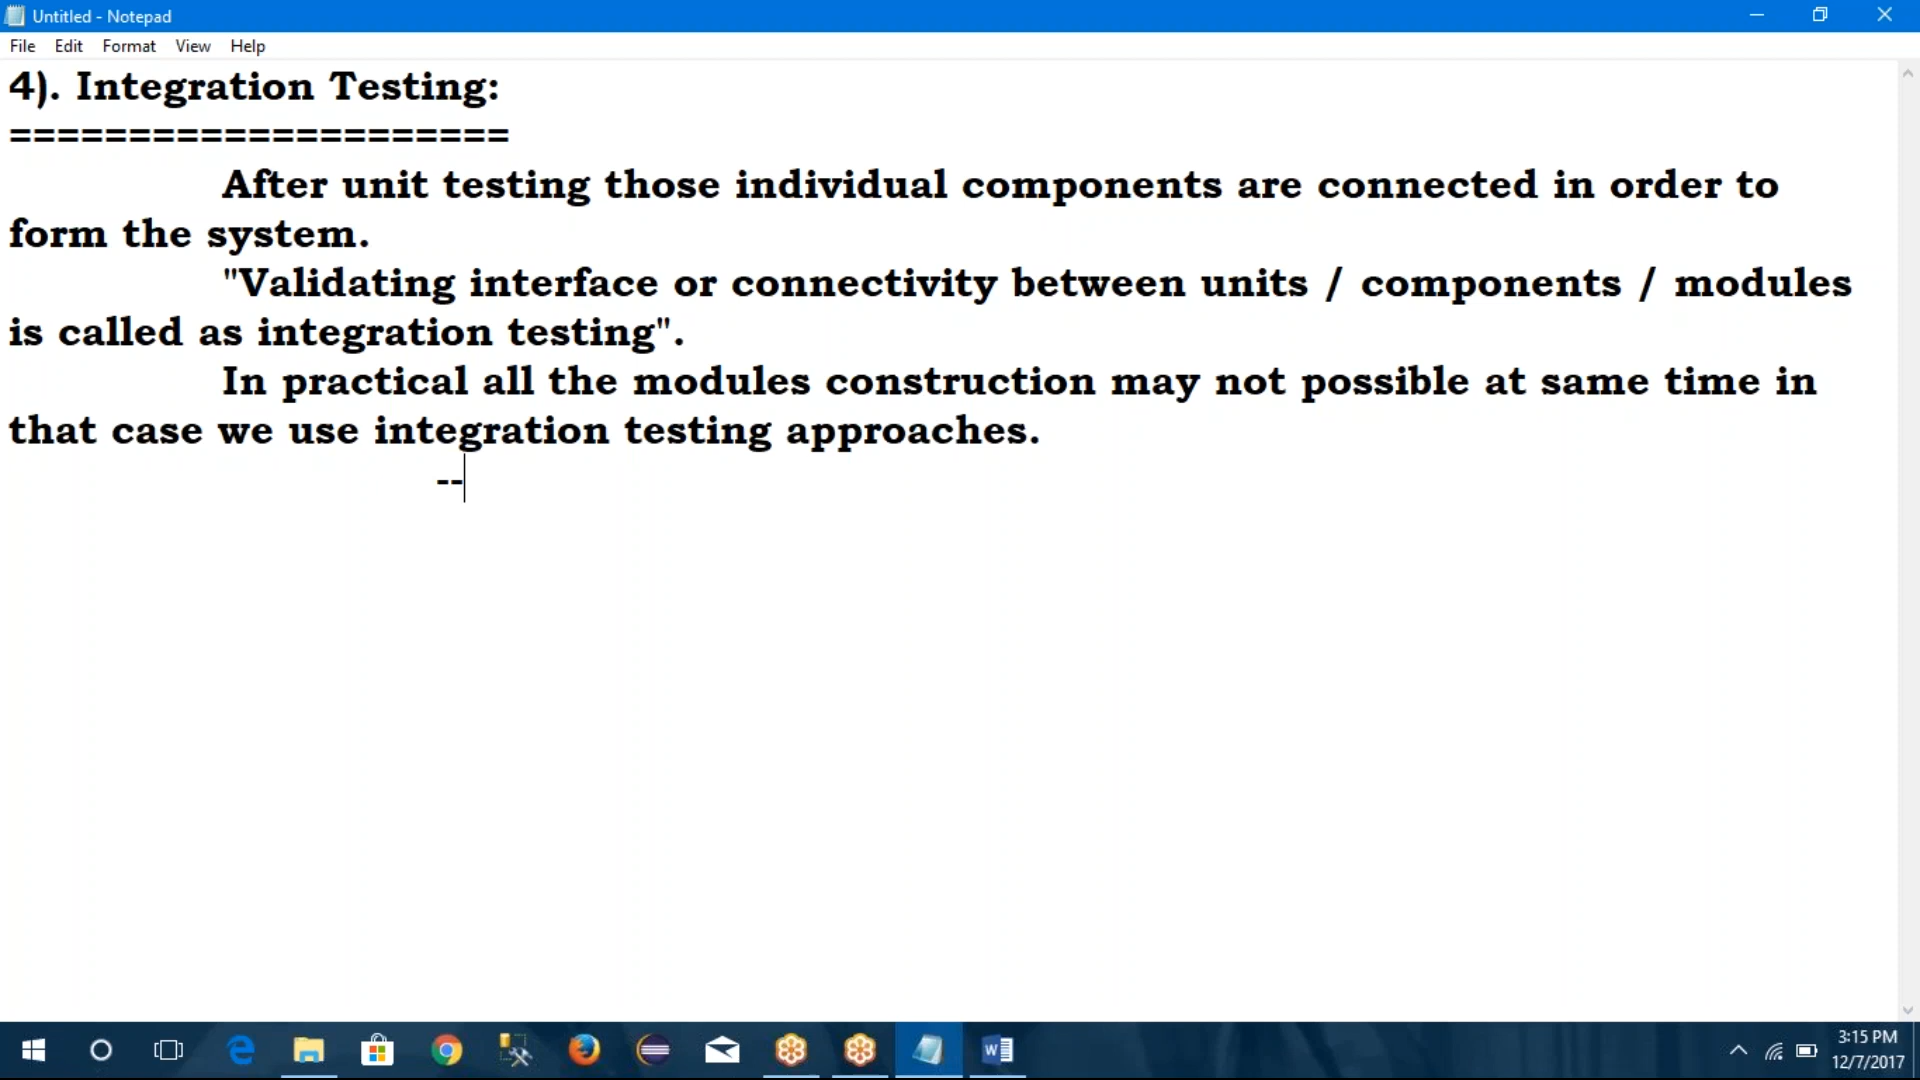 Untitled - Notepad
File Edit Format View Help
4). Integration Testing:
=====================
After unit testing those individual components are connected in order to
form the system.
"Validating interface or connectivity between units / components / modules
is called as integration testing".
In practical all the modules construction may not possible at same time in
that case we use integration testing approaches.
--
3:15 PM
12/7/2017